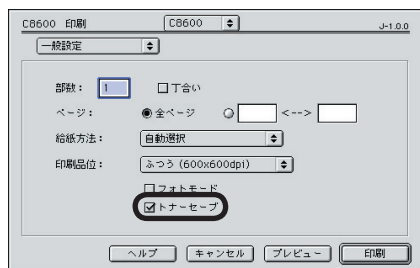 C8600 印刷 C8600 J-1.0.0
一般設定
部数： 1 丁合い
ページ： 全ページ <-->
給紙方法： 自動選択
印刷品位： ふつう (600x600dpi)
フォトモード
トナーセーブ
ヘルプ キャンセル プレビュー 印刷